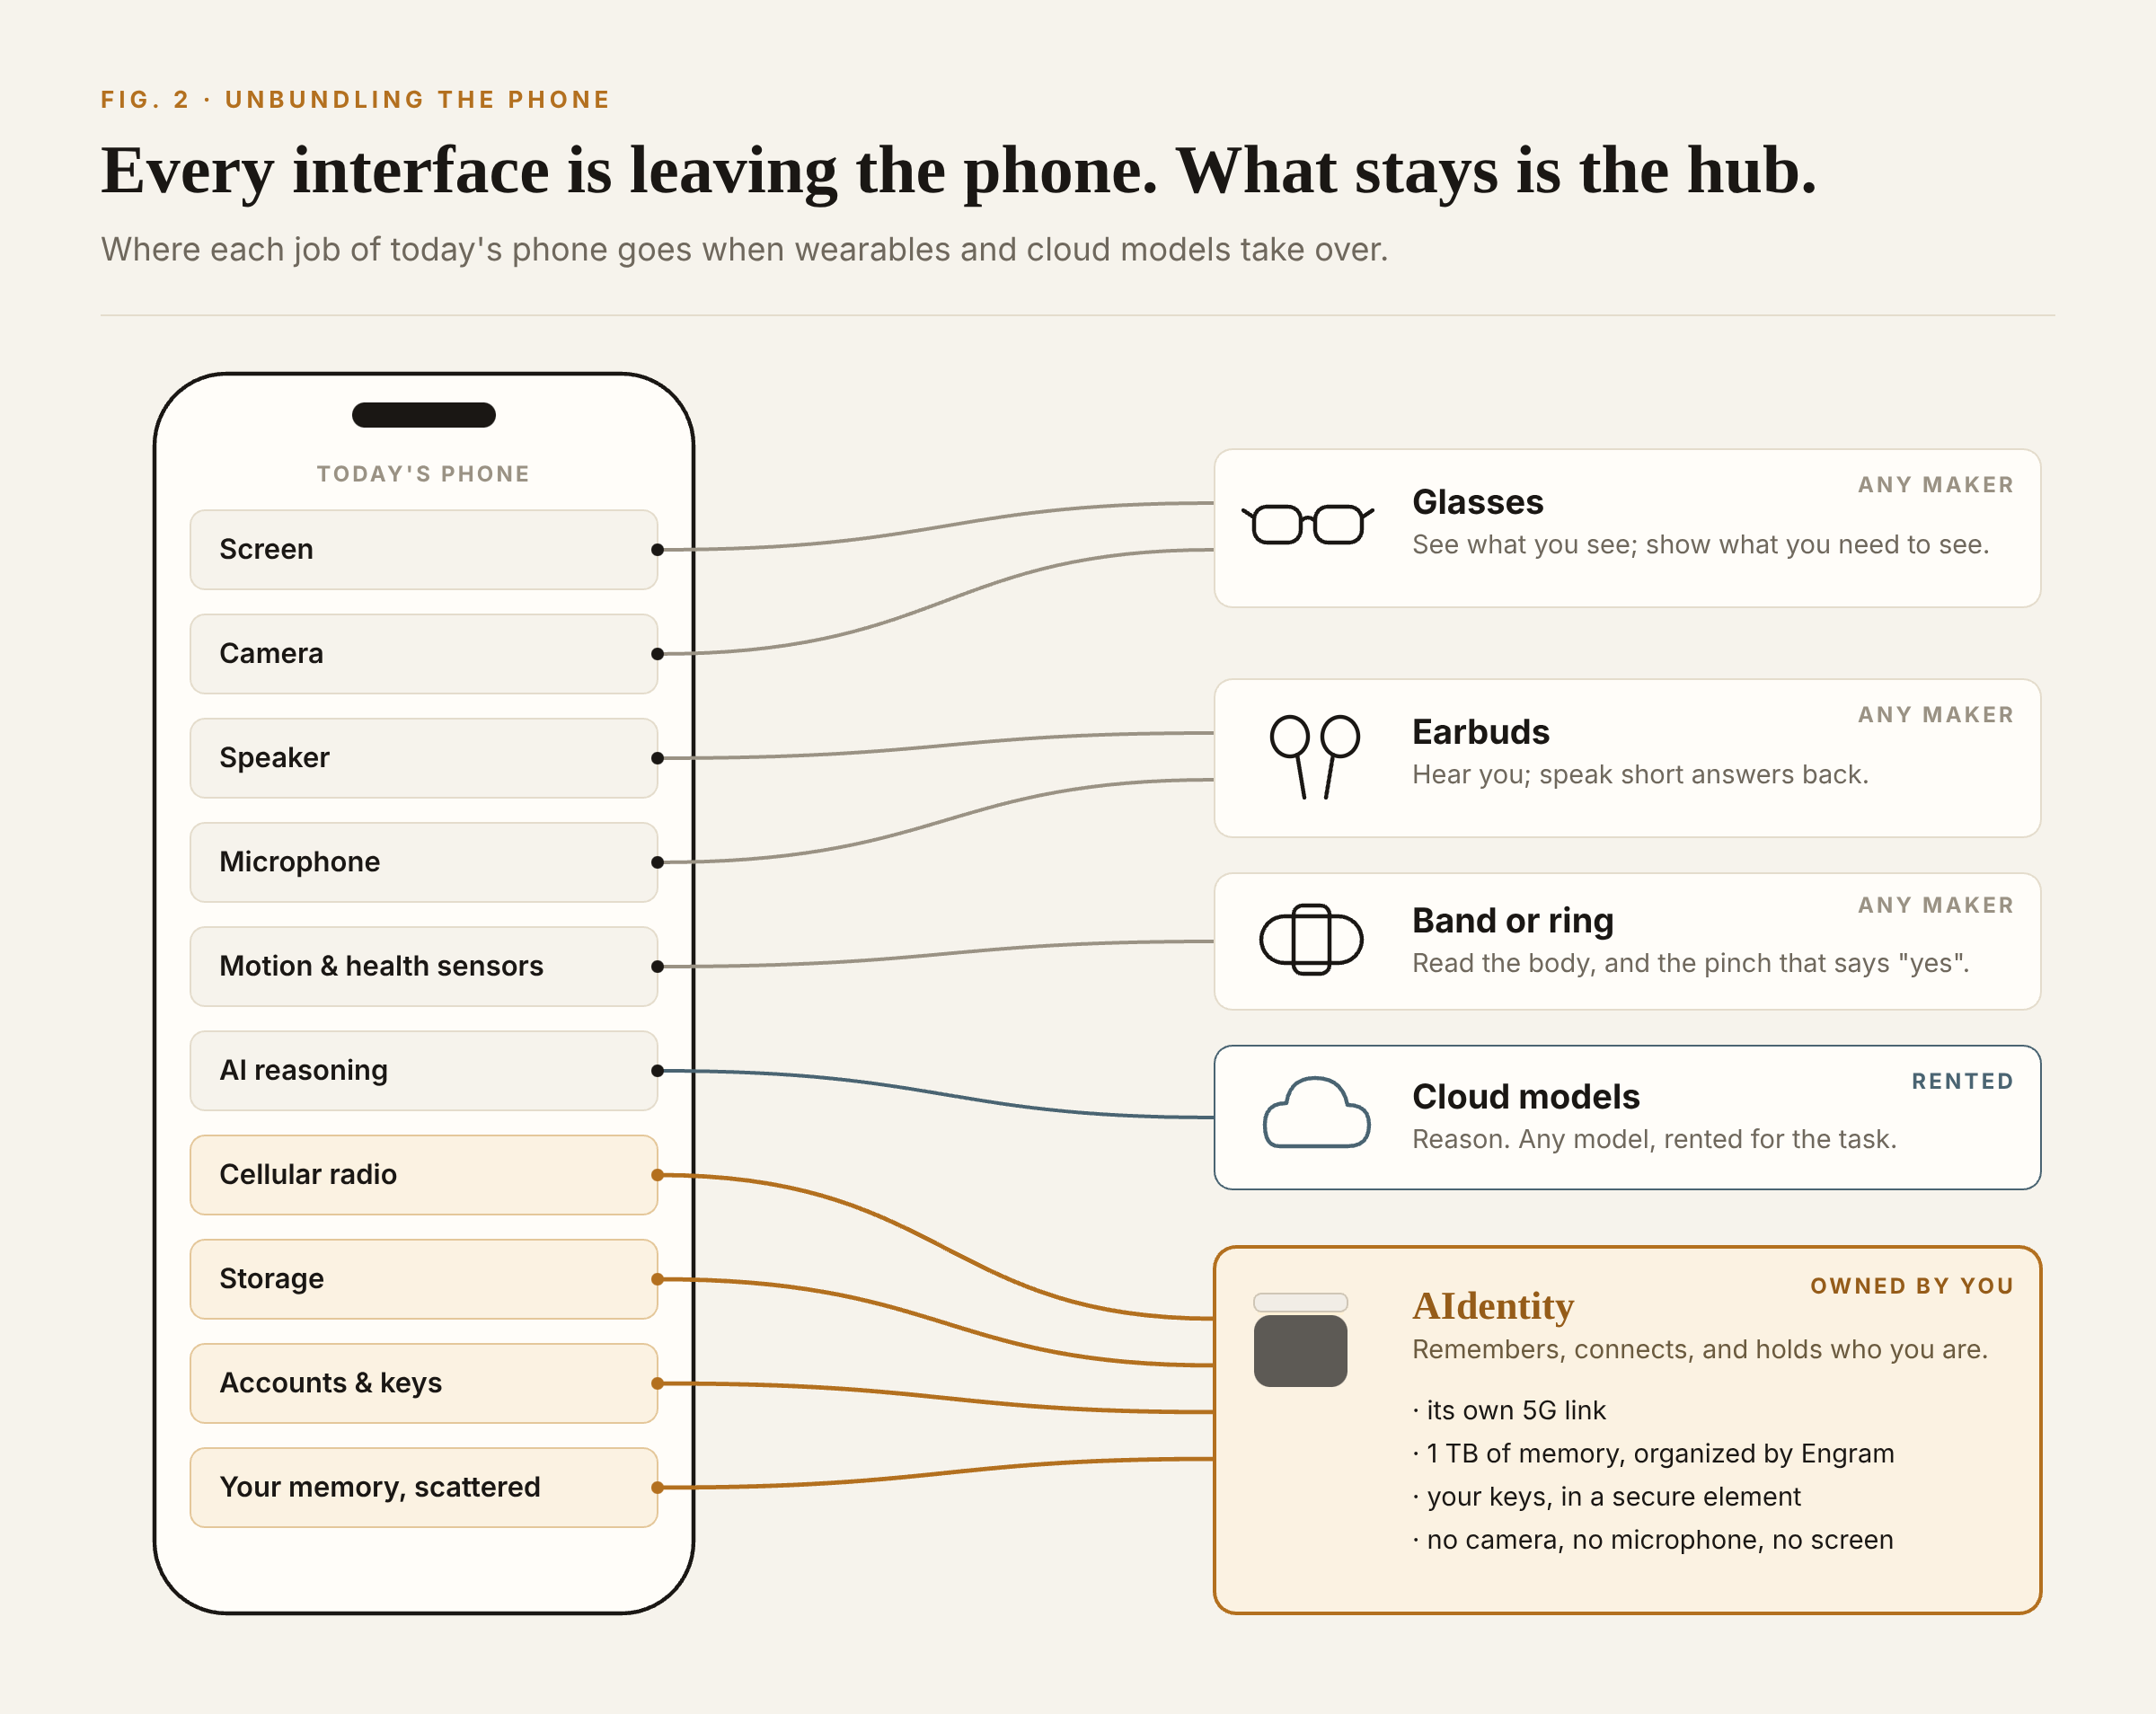 FIG. 2 · UNBUNDLING THE PHONE
Every interface is leaving the phone. What stays is the hub.
Where each job of today's phone goes when wearables and cloud models take over.
TODAY'S PHONE
Screen
Camera
Speaker
Microphone
Motion & health sensors
AI reasoning
Cellular radio
Storage
Accounts & keys
Your memory, scattered
ANY MAKER
Glasses
See what you see; show what you need to see.
ANY MAKER
Earbuds
Hear you; speak short answers back.
ANY MAKER
Band or ring
Read the body, and the pinch that says "yes".
RENTED
Cloud models
Reason. Any model, rented for the task.
OWNED BY YOU
AIdentity
Remembers, connects, and holds who you are.
· its own 5G link
· 1 TB of memory, organized by Engram
· your keys, in a secure element
· no camera, no microphone, no screen